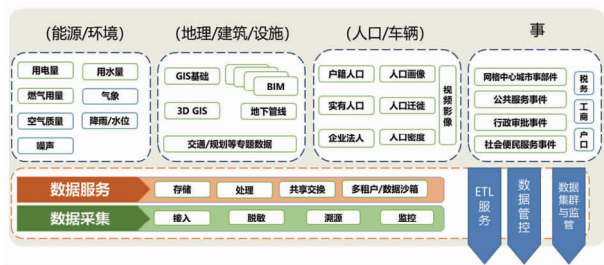 (能源/环境)
(地理/建筑/设施)
(人口/车辆)
事
用电量
用水量
燃气用量
气象
空气质量
降雨/水位
噪声
GIS基础
BIM
3D GIS
地下管线
交通/规划等专题数据
户籍人口
人口画像
实有人口
人口迁徙
企业法人
人口密度
视频影像
网格中心城市事部件
公共服务事件
行政审批事件
社会便民服务事件
税务
工商
户口
数据服务
存储
处理
共享交换
多租户/数据沙箱
数据采集
接入
脱敏
溯源
监控
ETL服务
数据管控
数据集群与监管